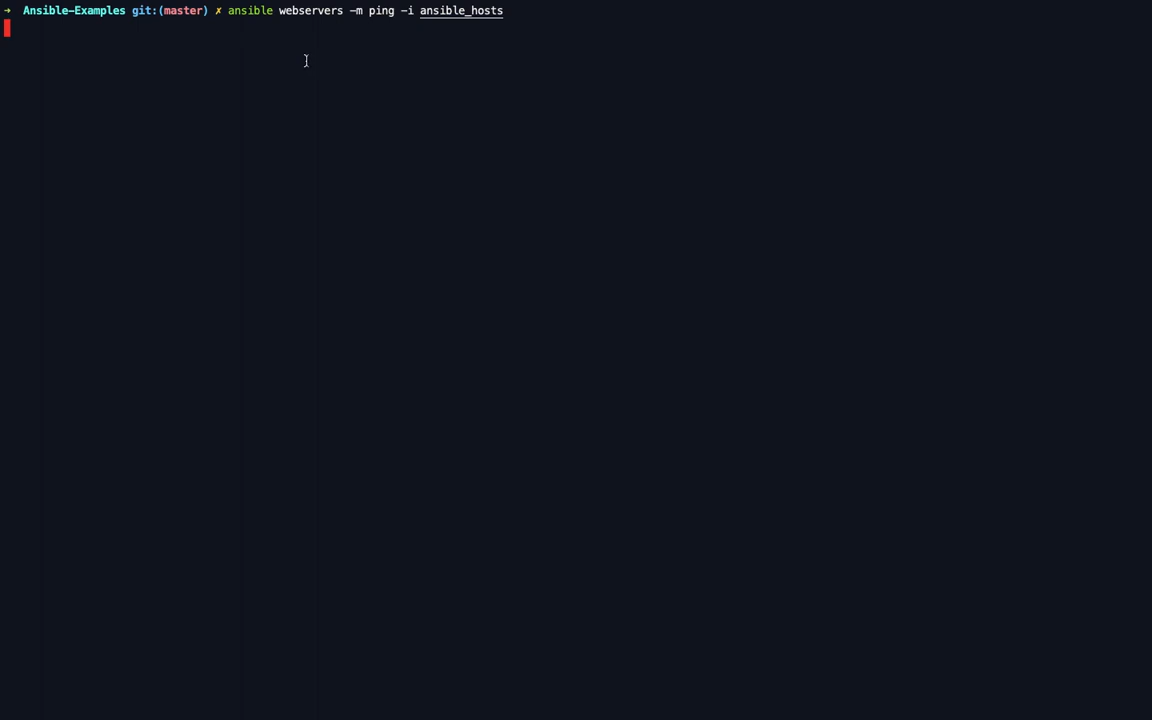 → Ansible-Examples git:(master) ✗ ansible webservers -m ping -i ansible_hosts